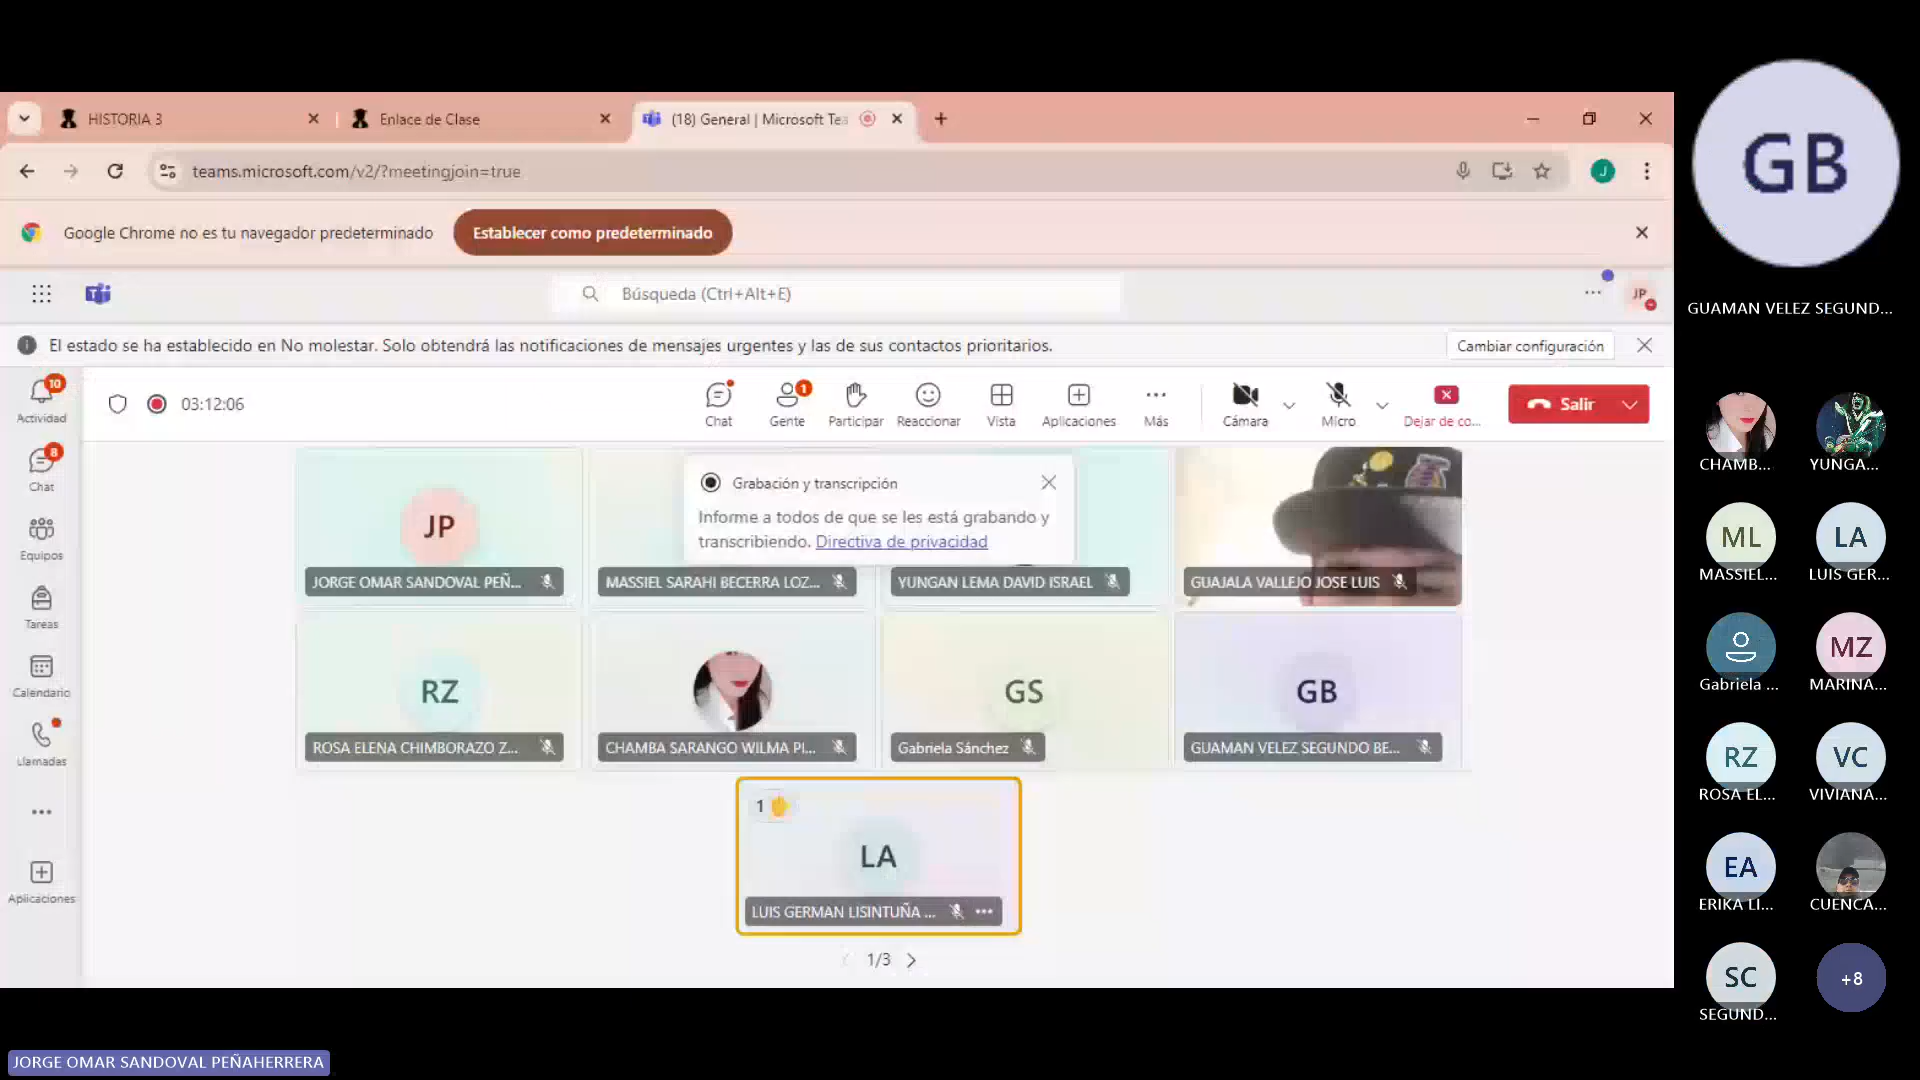 HISTORIA 3
Enlace de Clase
(18) General | Microsoft Tea
teams.microsoft.com/v2/?meetingjoin=true
J
Google Chrome no es tu navegador predeterminado
Establecer como predeterminado
Búsqueda (Ctrl+Alt+E)
JP
El estado se ha establecido en No molestar. Solo obtendrá las notificaciones de mensajes urgentes y las de sus contactos prioritarios.
Cambiar configuración
10
Actividad
8
Chat
Equipos
Tareas
Calendario
Llamadas
Aplicaciones
03:12:06
Chat
1
Gente
Participar
Reaccionar
Vista
Aplicaciones
Más
Cámara
Micro
Dejar de co...
Salir
Grabación y transcripción
Informe a todos de que se les está grabando y
transcribiendo. Directiva de privacidad
JP
JORGE OMAR SANDOVAL PEÑ...
MASSIEL SARAHI BECERRA LOZ...
YUNGAN LEMA DAVID ISRAEL
GUAJALA VALLEJO JOSE LUIS
RZ
ROSA ELENA CHIMBORAZO Z...
CHAMBA SARANGO WILMA PI...
GS
Gabriela Sánchez
GB
GUAMAN VELEZ SEGUNDO BE...
1
LA
LUIS GERMAN LISINTUÑA ...
1/3
GB
GUAMAN VELEZ SEGUND...
CHAMB...
YUNGA...
ML
MASSIEL...
LA
LUIS GER...
Gabriela ...
MZ
MARINA...
RZ
ROSA EL...
VC
VIVIANA...
EA
ERIKA LI...
CUENCA...
SC
SEGUND...
+8
JORGE OMAR SANDOVAL PEÑAHERRERA